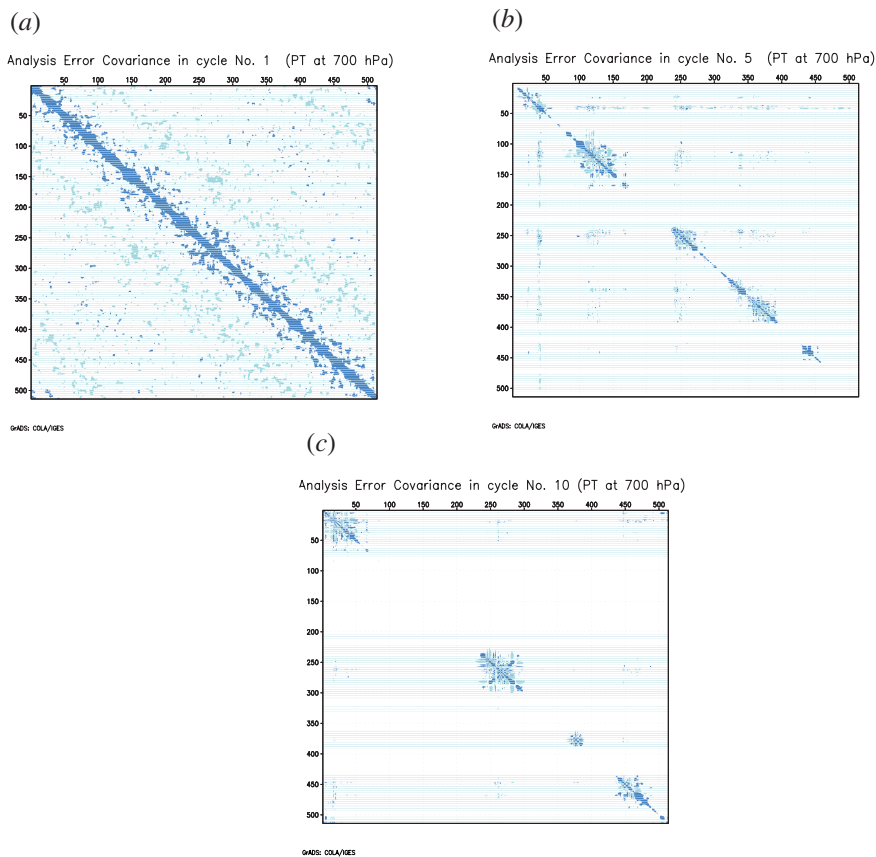 (a)
Analysis Error Covariance in cycle No. 1 (PT at 700 hPa)
50 100 150 200 250 300 350 400 450 500
50
100
150
200
250
300
350
400
450
500
GrADS: COLA/IGES
(b)
Analysis Error Covariance in cycle No. 5 (PT at 700 hPa)
50 100 150 200 250 300 350 400 450 500
50
100
150
200
250
300
350
400
450
500
GrADS: COLA/IGES
(c)
Analysis Error Covariance in cycle No. 10 (PT at 700 hPa)
50 100 150 200 250 300 350 400 450 500
50
100
150
200
250
300
350
400
450
500
GrADS: COLA/IGES